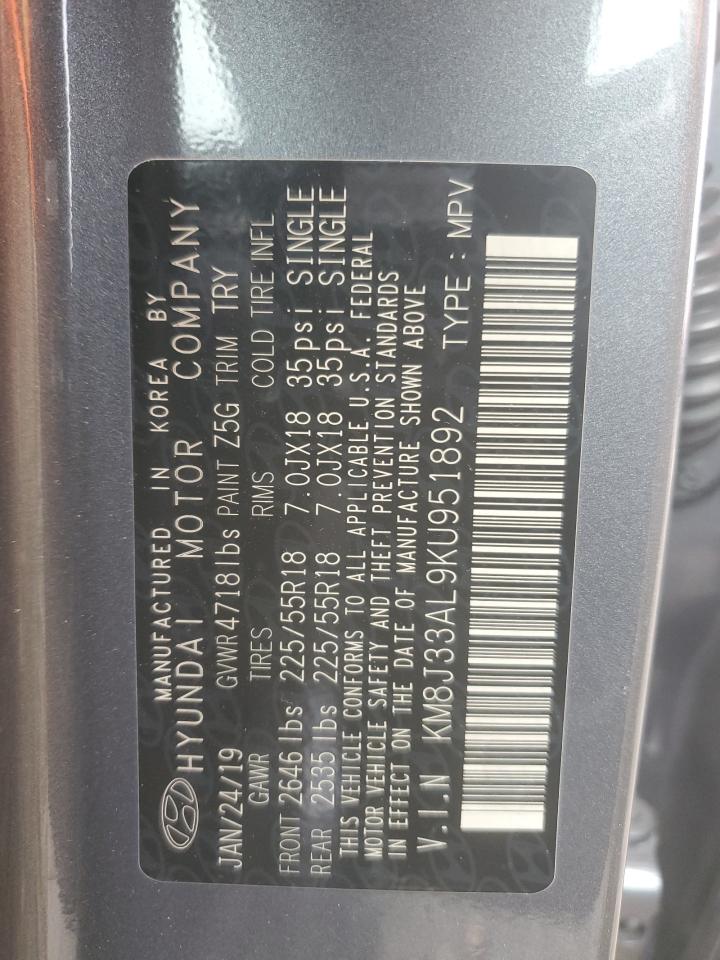 MANUFACTURED IN KOREA BY
HYUNDAI MOTOR COMPANY
JAN/24/19 GVWR4718lbs PAINT Z5G TRIM TRY
GAWR TIRES RIMS COLD TIRE INFL
FRONT 2646lbs 225/55R18 7.0JX18 35psi SINGLE
REAR 2535lbs 225/55R18 7.0JX18 35psi SINGLE
THIS VEHICLE CONFORMS TO ALL APPLICABLE U.S.A. FEDERAL
MOTOR VEHICLE SAFETY AND THEFT PREVENTION STANDARDS
IN EFFECT ON THE DATE OF MANUFACTURE SHOWN ABOVE
V.I.N KM8J33AL9KU951892 TYPE : MPV